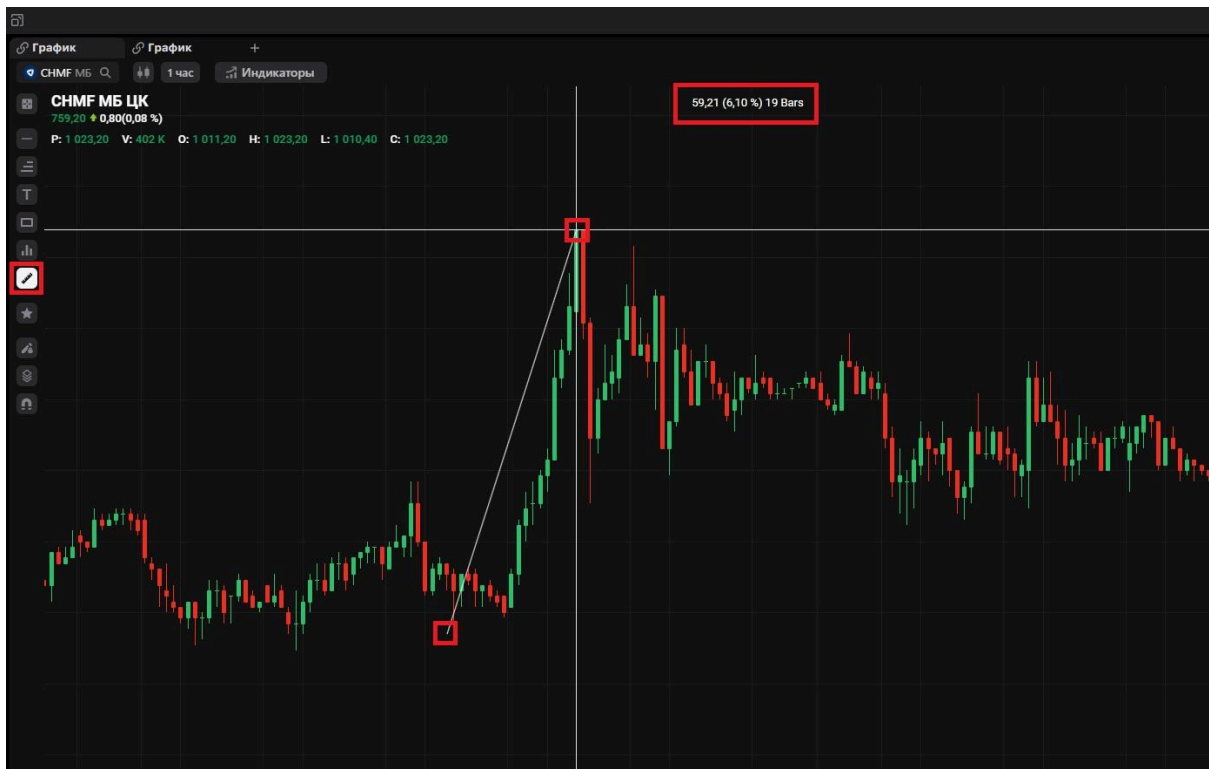 График График +
CHMF МБ 1 час Индикаторы
CHMF МБ ЦК
759,20 0,80(0,08 %)
P: 1 023,20 V: 402 K O: 1 011,20 H: 1 023,20 L: 1 010,40 C: 1 023,20
59,21 (6,10 %) 19 Bars
T